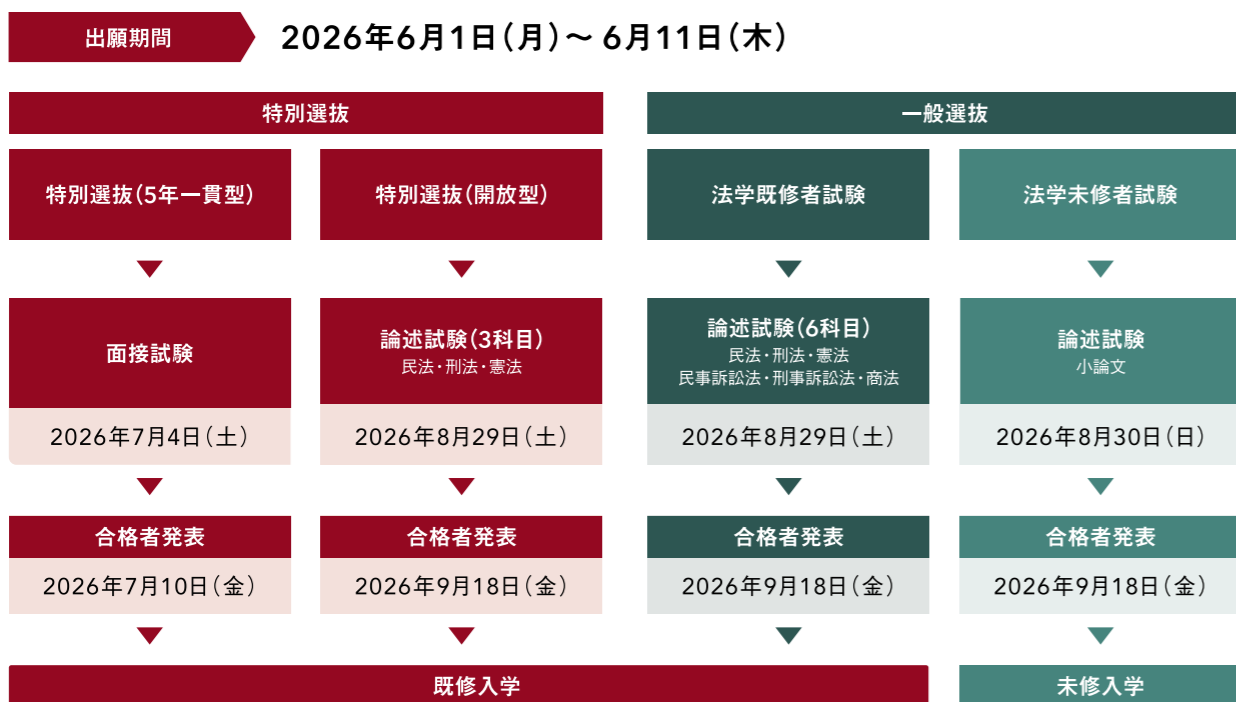 出願期間
2026年6月1日(月)〜 6月11日(木)
特別選抜
一般選抜
特別選抜(5年一貫型)
特別選抜(開放型)
法学既修者試験
法学未修者試験
面接試験
論述試験(3科目)
民法・刑法・憲法
論述試験(6科目)
民法・刑法・憲法
民事訴訟法・刑事訴訟法・商法
論述試験
小論文
2026年7月4日(土)
2026年8月29日(土)
2026年8月29日(土)
2026年8月30日(日)
合格者発表
合格者発表
合格者発表
合格者発表
2026年7月10日(金)
2026年9月18日(金)
2026年9月18日(金)
2026年9月18日(金)
既修入学
未修入学